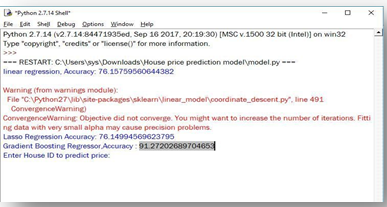 *Python 2.7.14 Shell*
File Edit Shell Debug Options Window Help
Python 2.7.14 (v2.7.14:84471935ed, Sep 16 2017, 20:19:30) [MSC v.1500 32 bit (Intel)] on win32
Type "copyright", "credits" or "license()" for more information.
>>>
=== RESTART: C:\Users\sys\Downloads\House price prediction model\model.py ===
linear regression, Accuracy: 76.15759560644382
Warning (from warnings module):
File "C:\Python27\lib\site-packages\sklearn\linear_model\coordinate_descent.py", line 491
ConvergenceWarning)
ConvergenceWarning: Objective did not converge. You might want to increase the number of iterations. Fitti
ng data with very small alpha may cause precision problems.
Lasso Regression Accuracy: 76.14994569623795
Gradient Boosting Regressor,Accuracy : 91.27202689704653
Enter House ID to predict price: